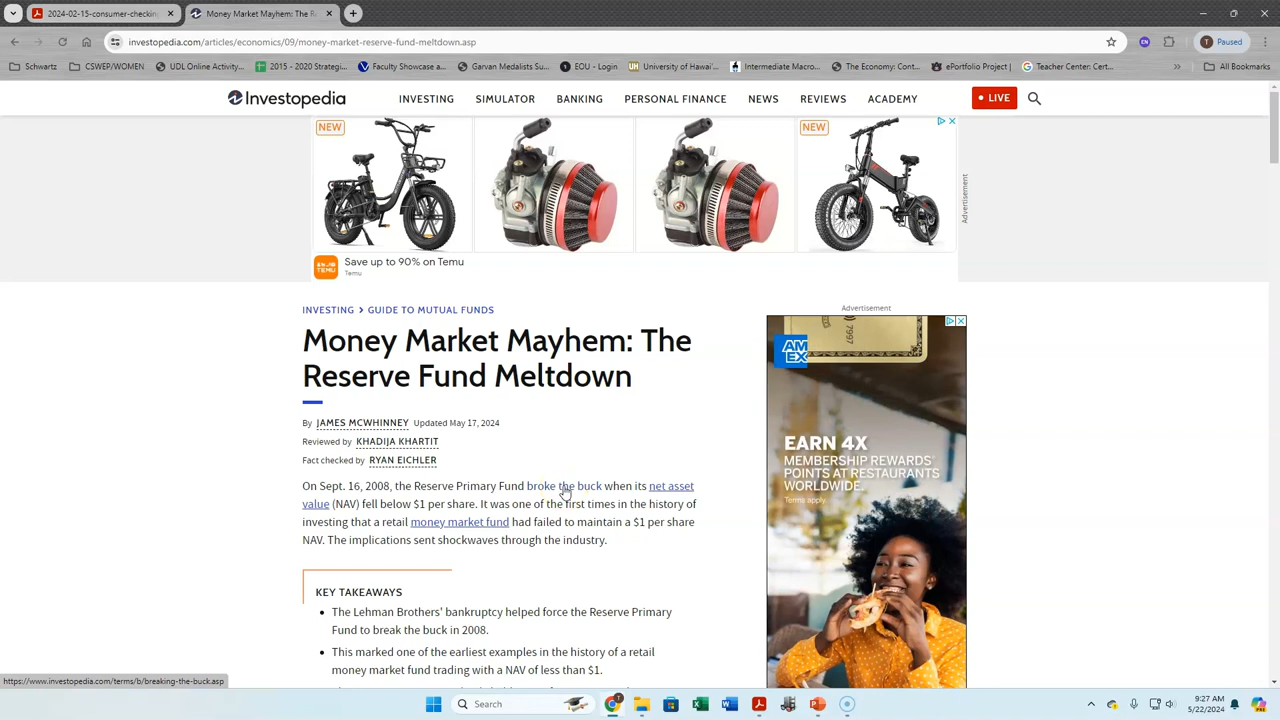 2024-02-15-consumer-checkin
Money Market Mayhem: The R
investopedia.com/articles/economics/09/money-market-reserve-fund-meltdown.asp
EN
T Paused
Schwartz
CSWEP/WOMEN
UDL Online Activity...
2015 - 2020 Strategi...
Faculty Showcase a...
Garvan Medalists Su...
EOU - Login
University of Hawai'...
Intermediate Macro...
The Economy: Cont...
ePortfolio Project |
Teacher Center: Cert...
All Bookmarks
Investopedia
INVESTING
SIMULATOR
BANKING
PERSONAL FINANCE
NEWS
REVIEWS
ACADEMY
LIVE
NEW
NEW
Advertisement
TEMU
Save up to 90% on Temu
Temu
INVESTING > GUIDE TO MUTUAL FUNDS
Advertisement
Money Market Mayhem: The
Reserve Fund Meltdown
By JAMES MCWHINNEY Updated May 17, 2024
Reviewed by KHADIJA KHARTIT
Fact checked by RYAN EICHLER
On Sept. 16, 2008, the Reserve Primary Fund broke the buck when its net asset
value (NAV) fell below $1 per share. It was one of the first times in the history of
investing that a retail money market fund had failed to maintain a $1 per share
NAV. The implications sent shockwaves through the industry.
KEY TAKEAWAYS
• The Lehman Brothers' bankruptcy helped force the Reserve Primary
Fund to break the buck in 2008.
• This marked one of the earliest examples in the history of a retail
money market fund trading with a NAV of less than $1.
7997
AM
EX
EARN 4X
MEMBERSHIP REWARDS®
POINTS AT RESTAURANTS
WORLDWIDE.
Terms apply.
https://www.investopedia.com/terms/b/breaking-the-buck.asp
Search
9:27 AM
5/22/2024